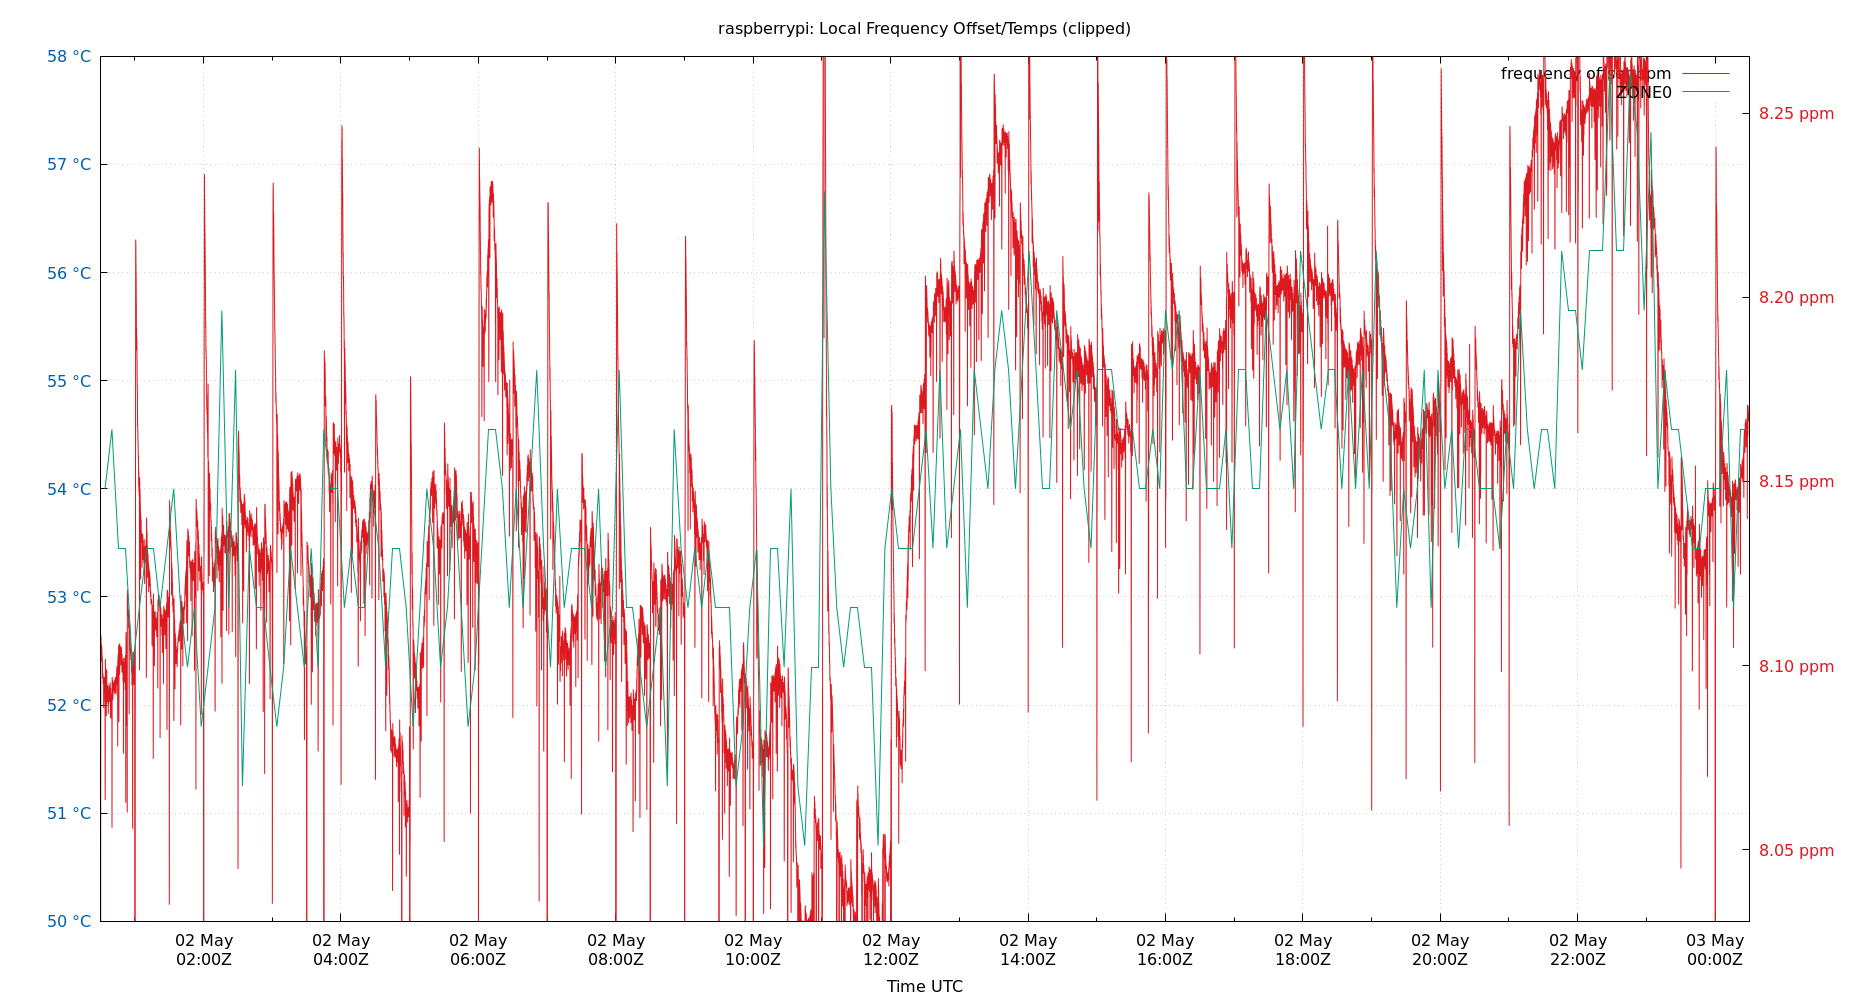 raspberrypi: Local Frequency Offset/Temps (clipped)
58 °C
57 °C
56 °C
55 °C
54 °C
53 °C
52 °C
51 °C
50 °C
frequency offset ppm
ZONE0
8.25 ppm
8.20 ppm
8.15 ppm
8.10 ppm
8.05 ppm
02 May 02 May 02 May 02 May 02 May 02 May 02 May 02 May 02 May 02 May 02 May 03 May
02:00Z 04:00Z 06:00Z 08:00Z 10:00Z 12:00Z 14:00Z 16:00Z 18:00Z 20:00Z 22:00Z 00:00Z
Time UTC